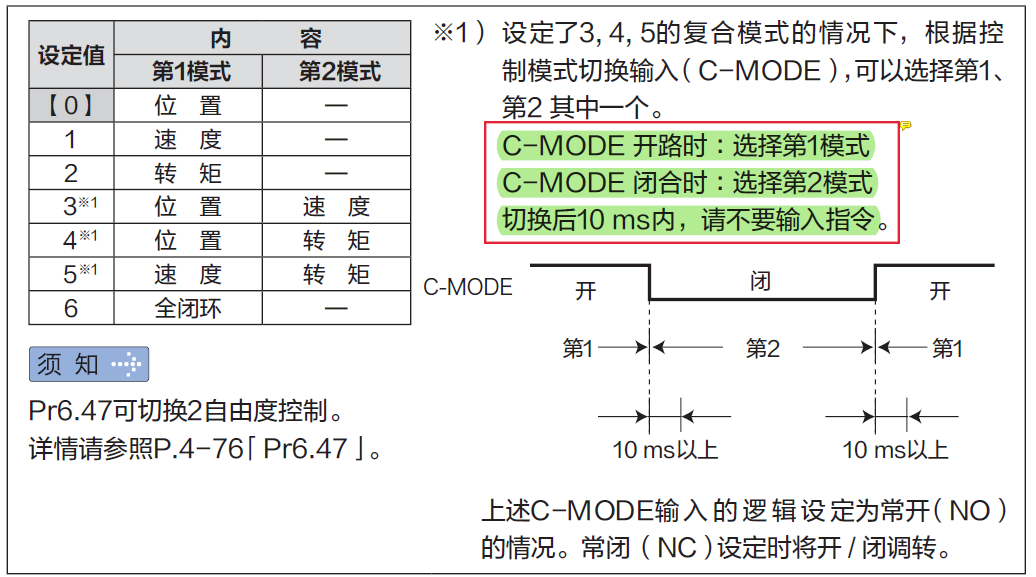 设定值 内 容
第1模式 第2模式
【0】 位 置 —
1 速 度 —
2 转 矩 —
3※1 位 置 速 度
4※1 位 置 转 矩
5※1 速 度 转 矩
6 全闭环 —
须 知
Pr6.47可切换2自由度控制。
详情请参照P.4-76「Pr6.47」。
※1）设定了3, 4, 5的复合模式的情况下，根据控
制模式切换输入（C-MODE），可以选择第1、
第2 其中一个。
C-MODE 开路时：选择第1模式
C-MODE 闭合时：选择第2模式
切换后10 ms内，请不要输入指令。
C-MODE 开 闭 开
第1 第2 第1
10 ms以上 10 ms以上
上述C-MODE输入的逻辑设定为常开（NO）
的情况。常闭（NC）设定时将开/闭调转。